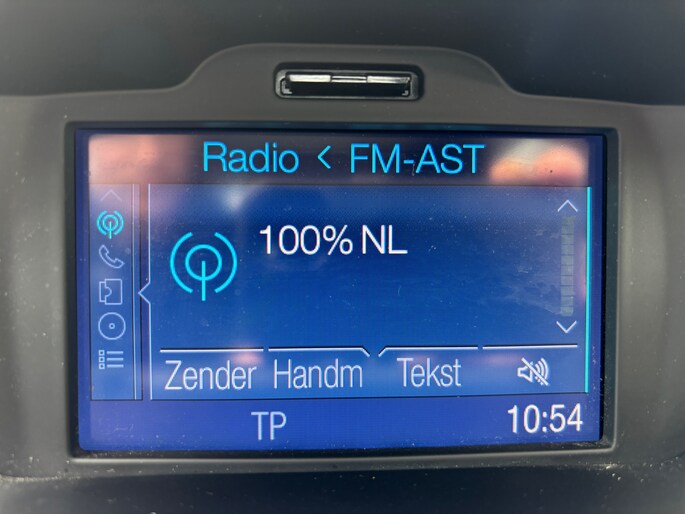 Radio < FM-AST
100% NL
Zender Handm Tekst
TP 10:54